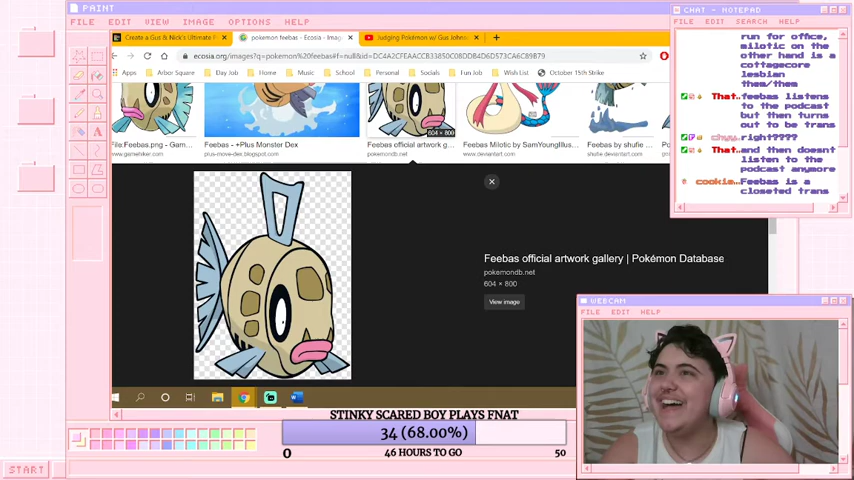 PAINT
FILE EDIT VIEW IMAGE OPTIONS HELP
Create a Gus & Nick's Ultimate P
pokemon feebas - Ecosia - Imag
Judging Pokémon w/ Gus Johns
ecosia.org/images?q=pokemon%20feebas#f=null&id=DC4A2CFEAACCB33850C00608DDB4D6D573AC9E0CF89B79
Apps Arbor Square Day Job Home Popular Personal Socials Fun Job Wish List October 15th Strike
604 × 800
File:Feebas.png - Gam...
www.gamehiker.com
Feebas - +Plus Monster Dex
plus-move-dex.blogspot.com
Feebas official artwork g...
pokemondb.net
Feebas Milotic by SamYoungIllus...
www.deviantart.com
Feebas by shufie
shufie.deviantart.com
Feebas official artwork gallery | Pokémon Database
pokemondb.net
604 × 800
View image
CHAT - NOTEPAD
FILE EDIT SEARCH HELP
run for office,
milotic on the
other hand is a
cottagecore
lesbian
them/them
That.. feebas listens
to the podcast
but then turns
out to be trans
right????
That.. and then doesnt
listen to the
podcast anymore
cookie.. Feebas is a
closeted trans
WEBCAM
FILE EDIT HELP
STINKY SCARED BOY PLAYS FNAT
34 (68.00%)
0 46 HOURS TO GO 50
START